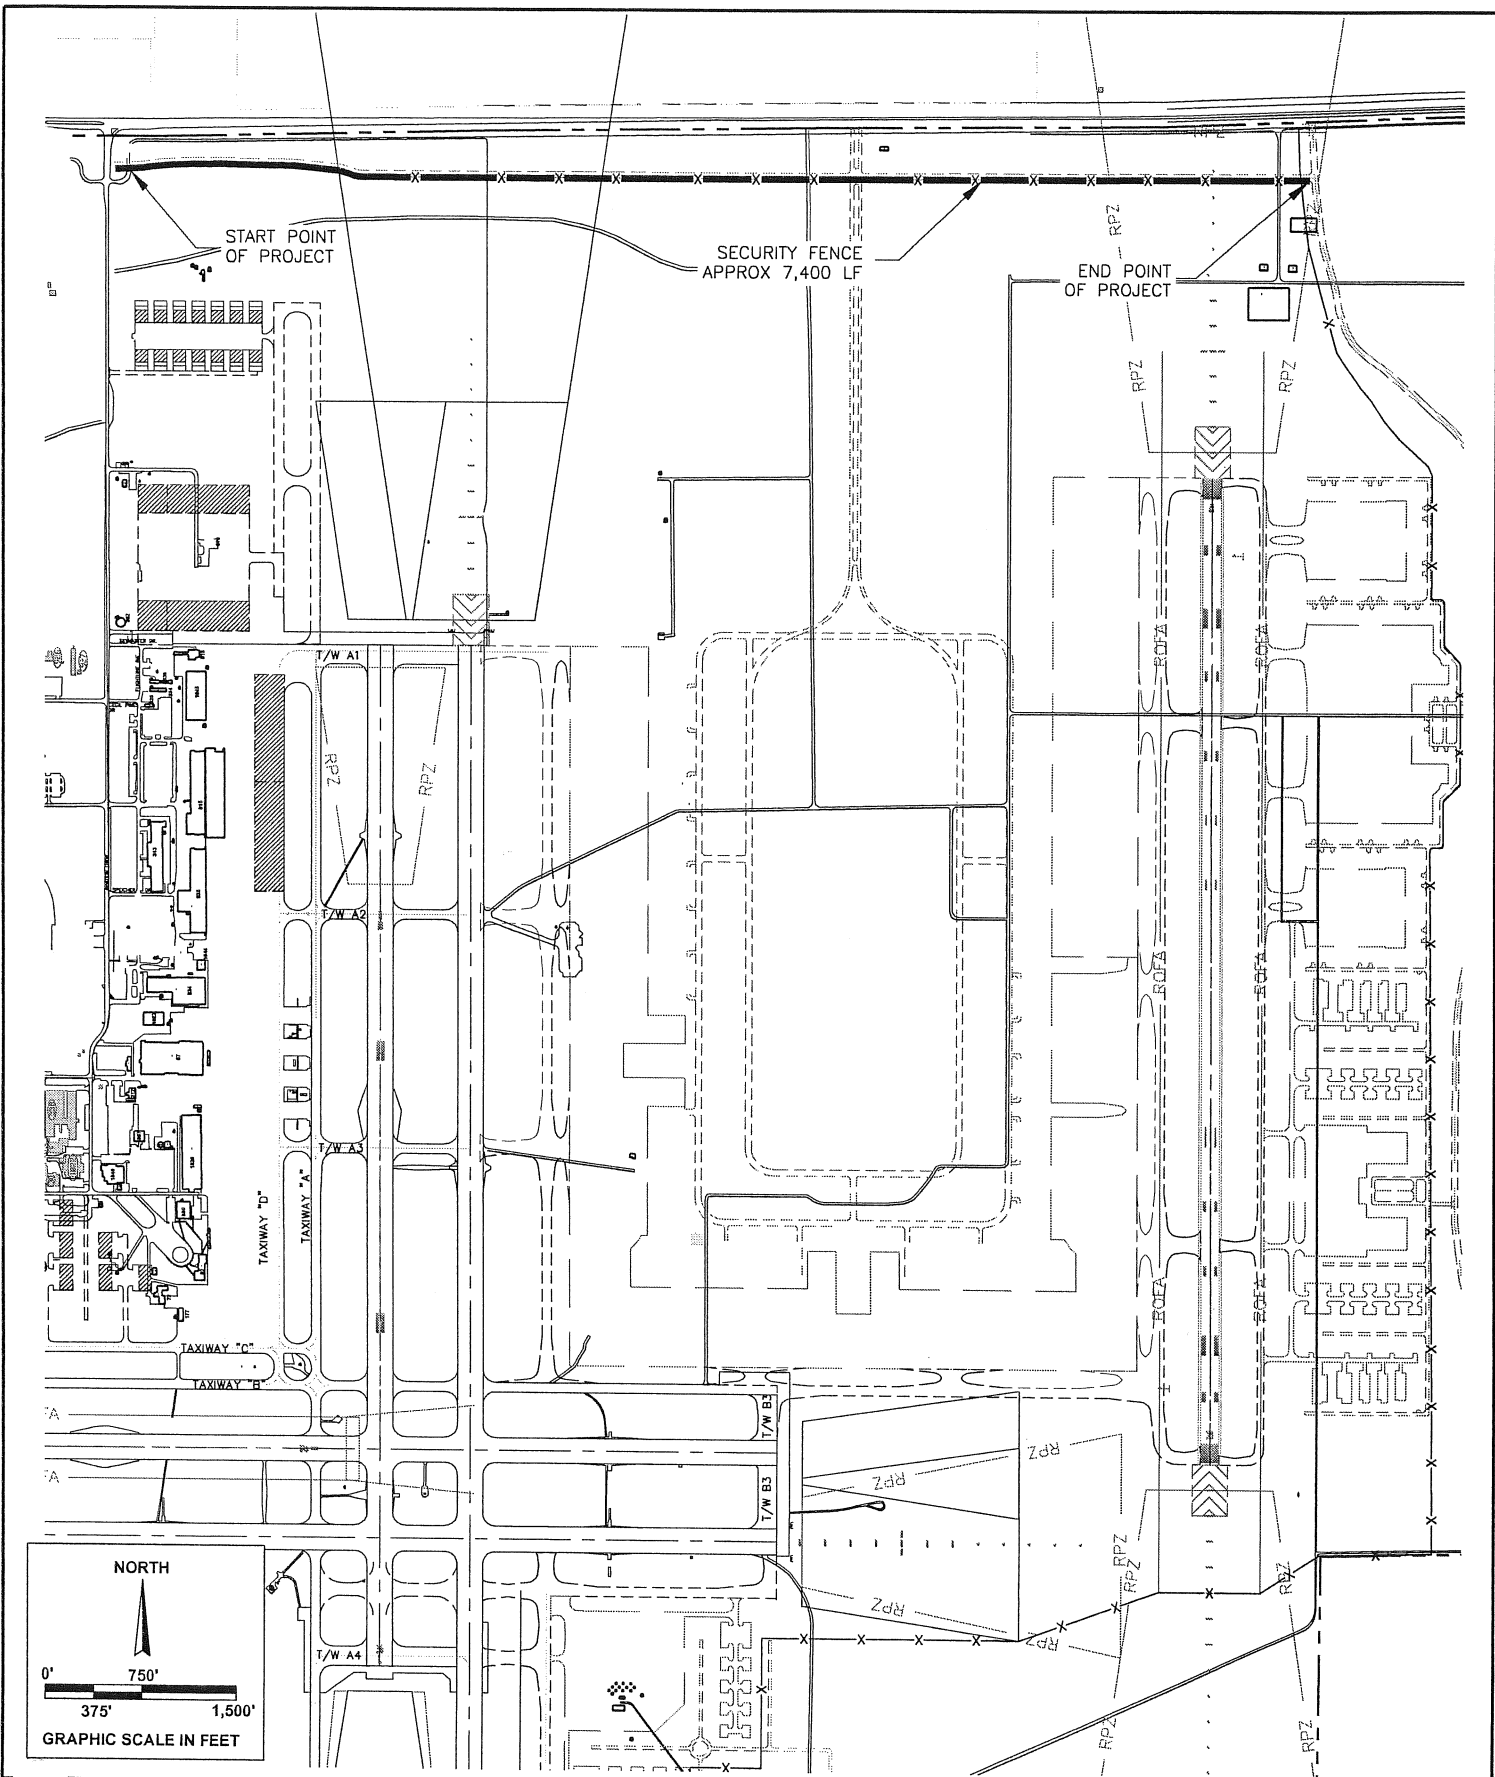 START POINT
OF PROJECT
SECURITY FENCE
APPROX 7,400 LF
END POINT
OF PROJECT
RPZ
RPZ
RPZ
RPZ
T/W A1
RPZ
RPZ
ROFA
ROFA
T/W A2
ROFA
ROFA
T/W A3
TAXIWAY "D"
TAXIWAY "A"
ROFA
ROFA
TAXIWAY "C"
TAXIWAY "B"
T/W B3
T/W B3
RPZ
RPZ
RPZ
RPZ
RPZ
RPZ
RPZ
T/W A4
RPZ
RPZ
NORTH
0'
750'
375'
1,500'
GRAPHIC SCALE IN FEET